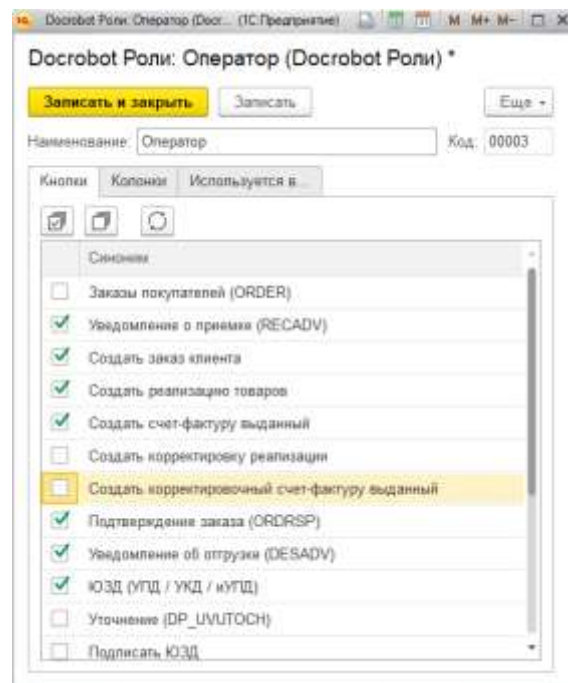 Docrobot Роли: Оператор (Docr... (1С:Предприятие) M M+ M-
Docrobot Роли: Оператор (Docrobot Роли) *
Записать и закрыть Записать Еще
Наименование: Оператор Код: 00003
Кнопки Колонки Используется в...
Синоним
Заказы покупателей (ORDER)
Уведомление о приемке (RECADV)
Создать заказ клиента
Создать реализацию товаров
Создать счет-фактуру выданный
Создать корректировку реализации
Создать корректировочный счет-фактуру выданный
Подтверждение заказа (ORDRSP)
Уведомление об отгрузке (DESADV)
ЮЗД (УПД / УКД / иУПД)
Уточнение (DP_UVUTOCH)
Подписать ЮЗД